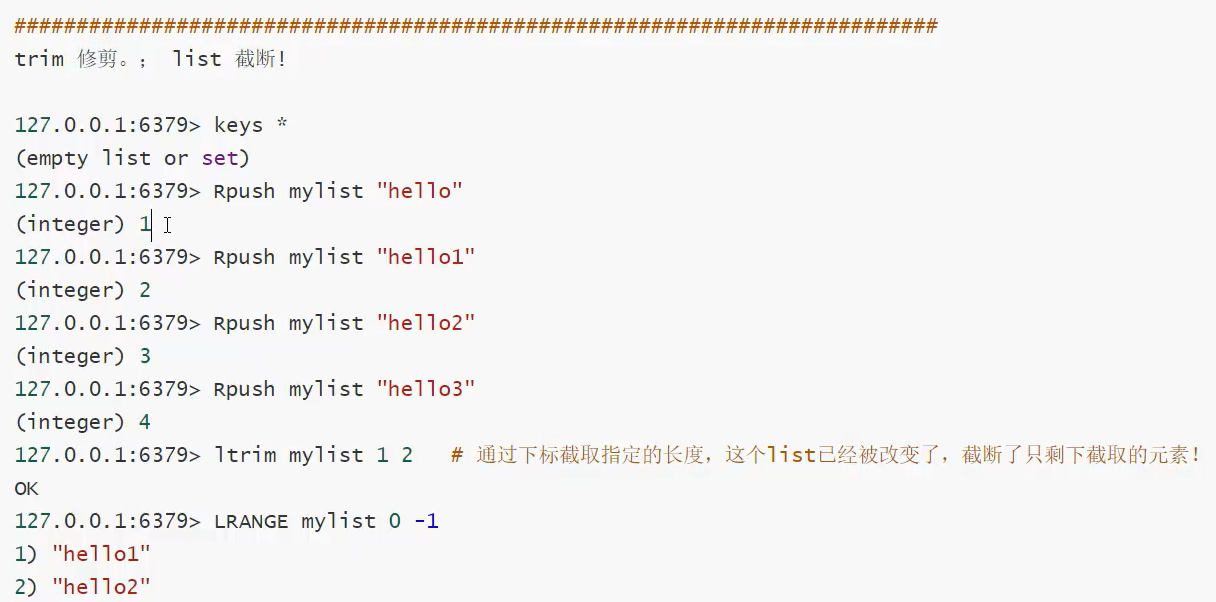 ##########################################################################
trim 修剪。； list 截断!
127.0.0.1:6379> keys *
(empty list or set)
127.0.0.1:6379> Rpush mylist "hello"
(integer) 1
127.0.0.1:6379> Rpush mylist "hello1"
(integer) 2
127.0.0.1:6379> Rpush mylist "hello2"
(integer) 3
127.0.0.1:6379> Rpush mylist "hello3"
(integer) 4
127.0.0.1:6379> ltrim mylist 1 2   # 通过下标截取指定的长度，这个list已经被改变了，截断了只剩下截取的元素！
OK
127.0.0.1:6379> LRANGE mylist 0 -1
1) "hello1"
2) "hello2"